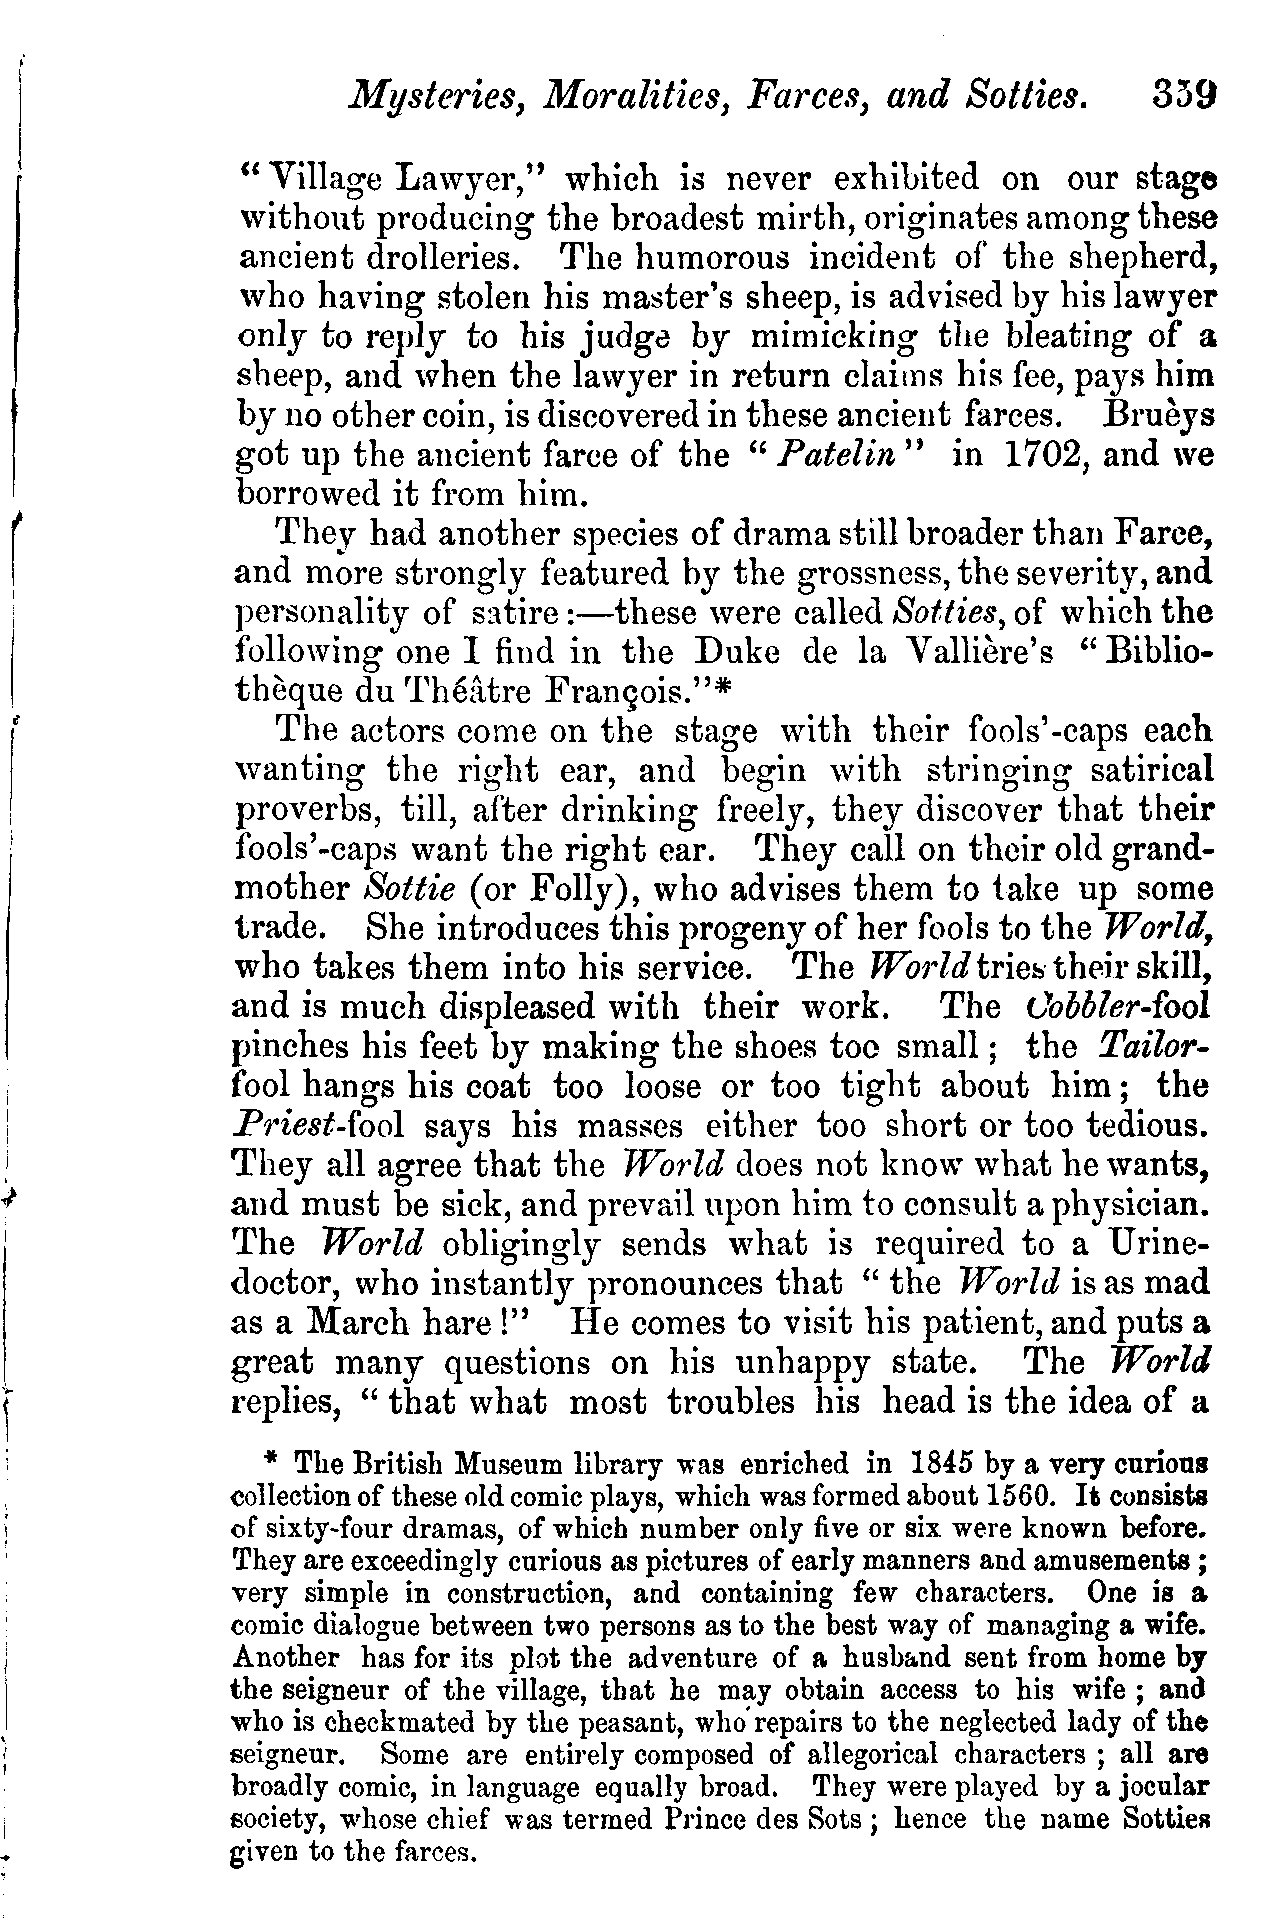 Mysteries, Moralities, Farces, and Sotties. 359
“Village Lawyer,” which is never exhibited on our stage
without producing the broadest mirth, originates among these
ancient drolleries. The humorous incident of the shepherd,
who having stolen his master’s sheep, is advised by his lawyer
only to reply to his judge by mimicking the bleating of a
sheep, and when the lawyer in return claims his fee, pays him
by no other coin, is discovered in these ancient farces. Bruèys
got up the ancient farce of the “Patelin” in 1702, and we
borrowed it from him.
They had another species of drama still broader than Farce,
and more strongly featured by the grossness, the severity, and
personality of satire:—these were called Sotties, of which the
following one I find in the Duke de la Vallière’s “Biblio-
thèque du Théâtre François.”*
The actors come on the stage with their fools’-caps each
wanting the right ear, and begin with stringing satirical
proverbs, till, after drinking freely, they discover that their
fools’-caps want the right ear. They call on their old grand-
mother Sottie (or Folly), who advises them to take up some
trade. She introduces this progeny of her fools to the World,
who takes them into his service. The World tries their skill,
and is much displeased with their work. The Cobbler-fool
pinches his feet by making the shoes too small; the Tailor-
fool hangs his coat too loose or too tight about him; the
Priest-fool says his masses either too short or too tedious.
They all agree that the World does not know what he wants,
and must be sick, and prevail upon him to consult a physician.
The World obligingly sends what is required to a Urine-
doctor, who instantly pronounces that “the World is as mad
as a March hare!” He comes to visit his patient, and puts a
great many questions on his unhappy state. The World
replies, “that what most troubles his head is the idea of a
* The British Museum library was enriched in 1845 by a very curious
collection of these old comic plays, which was formed about 1560. It consists
of sixty-four dramas, of which number only five or six were known before.
They are exceedingly curious as pictures of early manners and amusements;
very simple in construction, and containing few characters. One is a
comic dialogue between two persons as to the best way of managing a wife.
Another has for its plot the adventure of a husband sent from home by
the seigneur of the village, that he may obtain access to his wife; and
who is checkmated by the peasant, who repairs to the neglected lady of the
seigneur. Some are entirely composed of allegorical characters; all are
broadly comic, in language equally broad. They were played by a jocular
society, whose chief was termed Prince des Sots; hence the name Sotties
given to the farces.